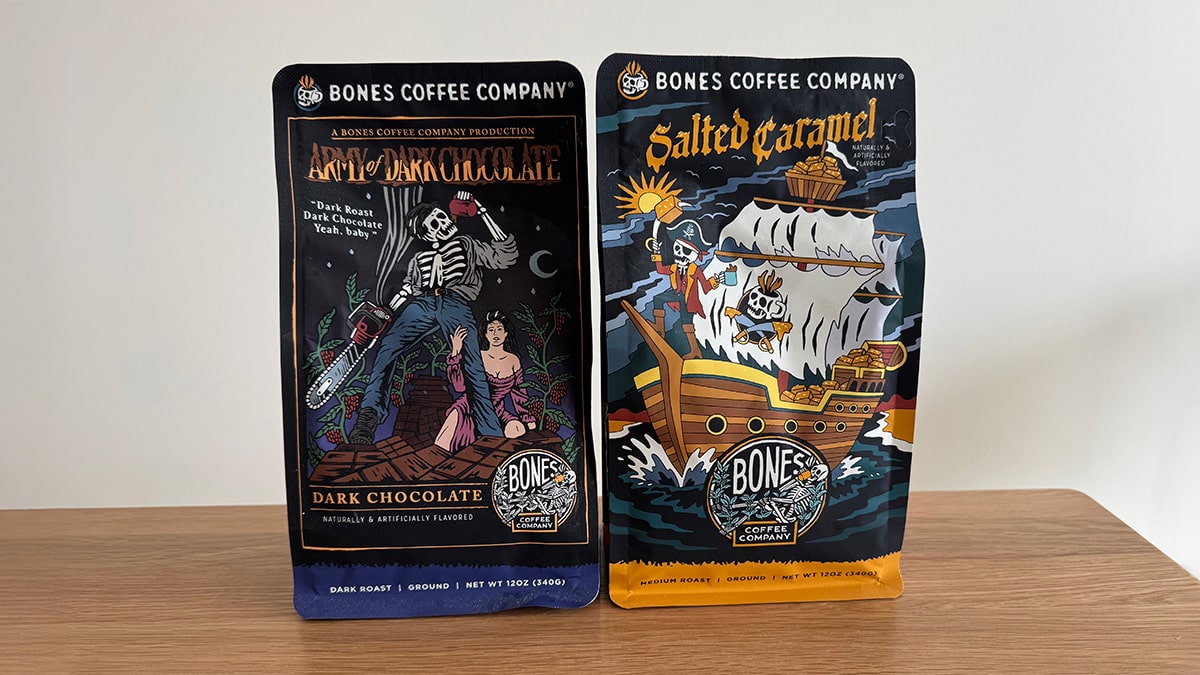 BONES COFFEE COMPANY®
A BONES COFFEE COMPANY PRODUCTION
ARMY of DARK CHOCOLATE
"Dark Roast
Dark Chocolate
Yeah, baby"
DARK CHOCOLATE
NATURALLY & ARTIFICIALLY FLAVORED
BONES
COFFEE
COMPANY
DARK ROAST | GROUND | NET WT 12OZ (340G)
BONES COFFEE COMPANY®
Salted Caramel
NATURALLY &
ARTIFICIALLY
FLAVORED
BONES
COFFEE
COMPANY
MEDIUM ROAST | GROUND | NET WT 12OZ (340G)